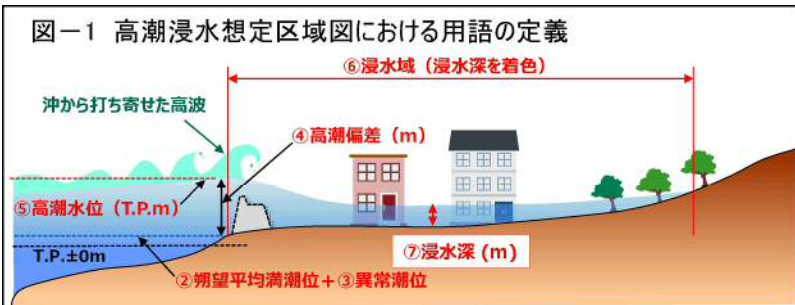 図－1 高潮浸水想定区域図における用語の定義
⑥浸水域（浸水深を着色）
沖から打ち寄せた高波
④高潮偏差（m）
⑤高潮水位（T.P.m）
⑦浸水深(m)
T.P.±0m
②朔望平均満潮位＋③異常潮位